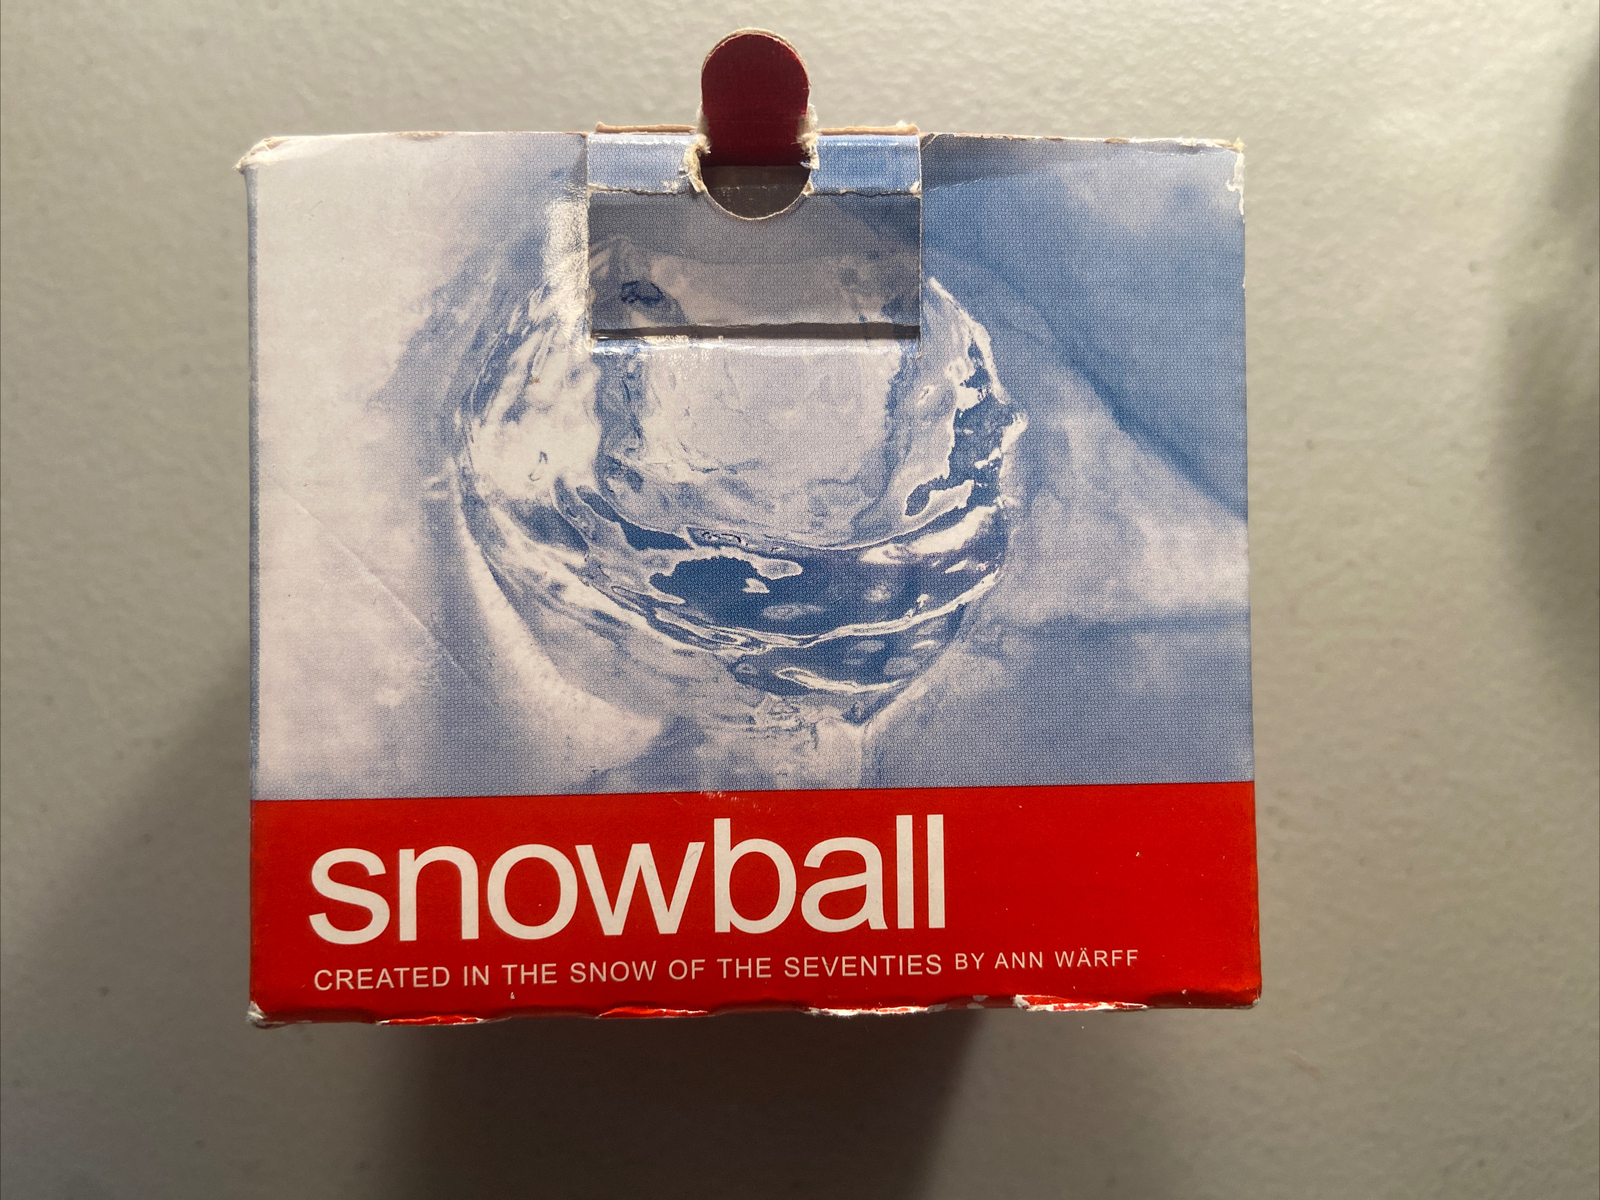 snowball
CREATED IN THE SNOW OF THE SEVENTIES BY ANN WÄRFF